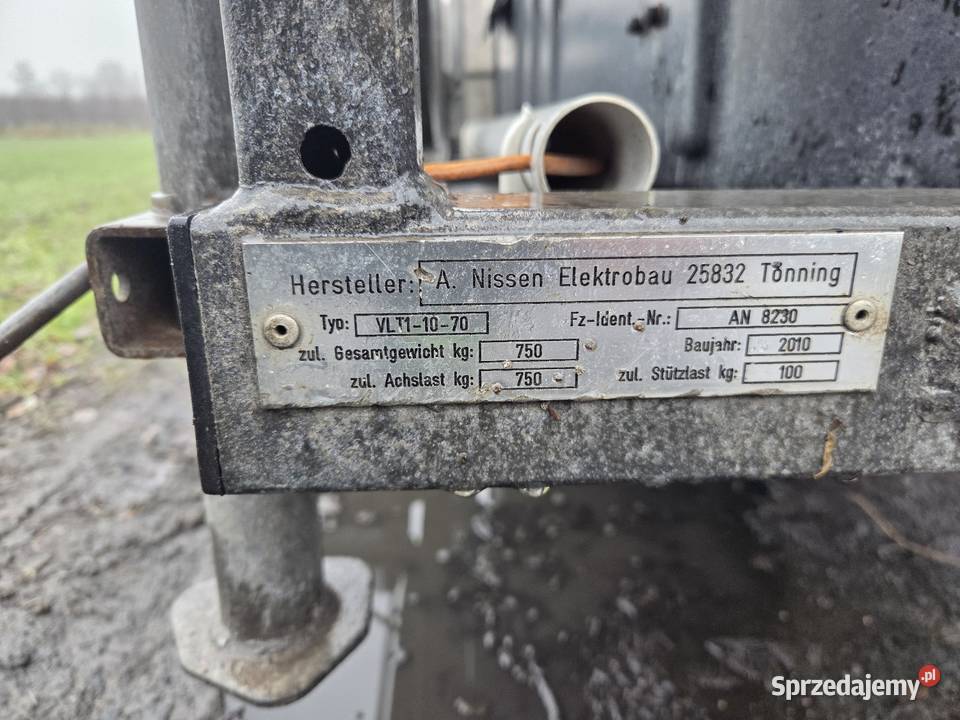 Hersteller: A. Nissen Elektrobau 25832 Tönning
Typ: VLT1-10-70 Fz-Ident.-Nr.: AN 8230
zul. Gesamtgewicht kg: 750 Baujahr: 2010
zul. Achslast kg: 750 zul. Stützlast kg: 100
Sprzedajemy.pl